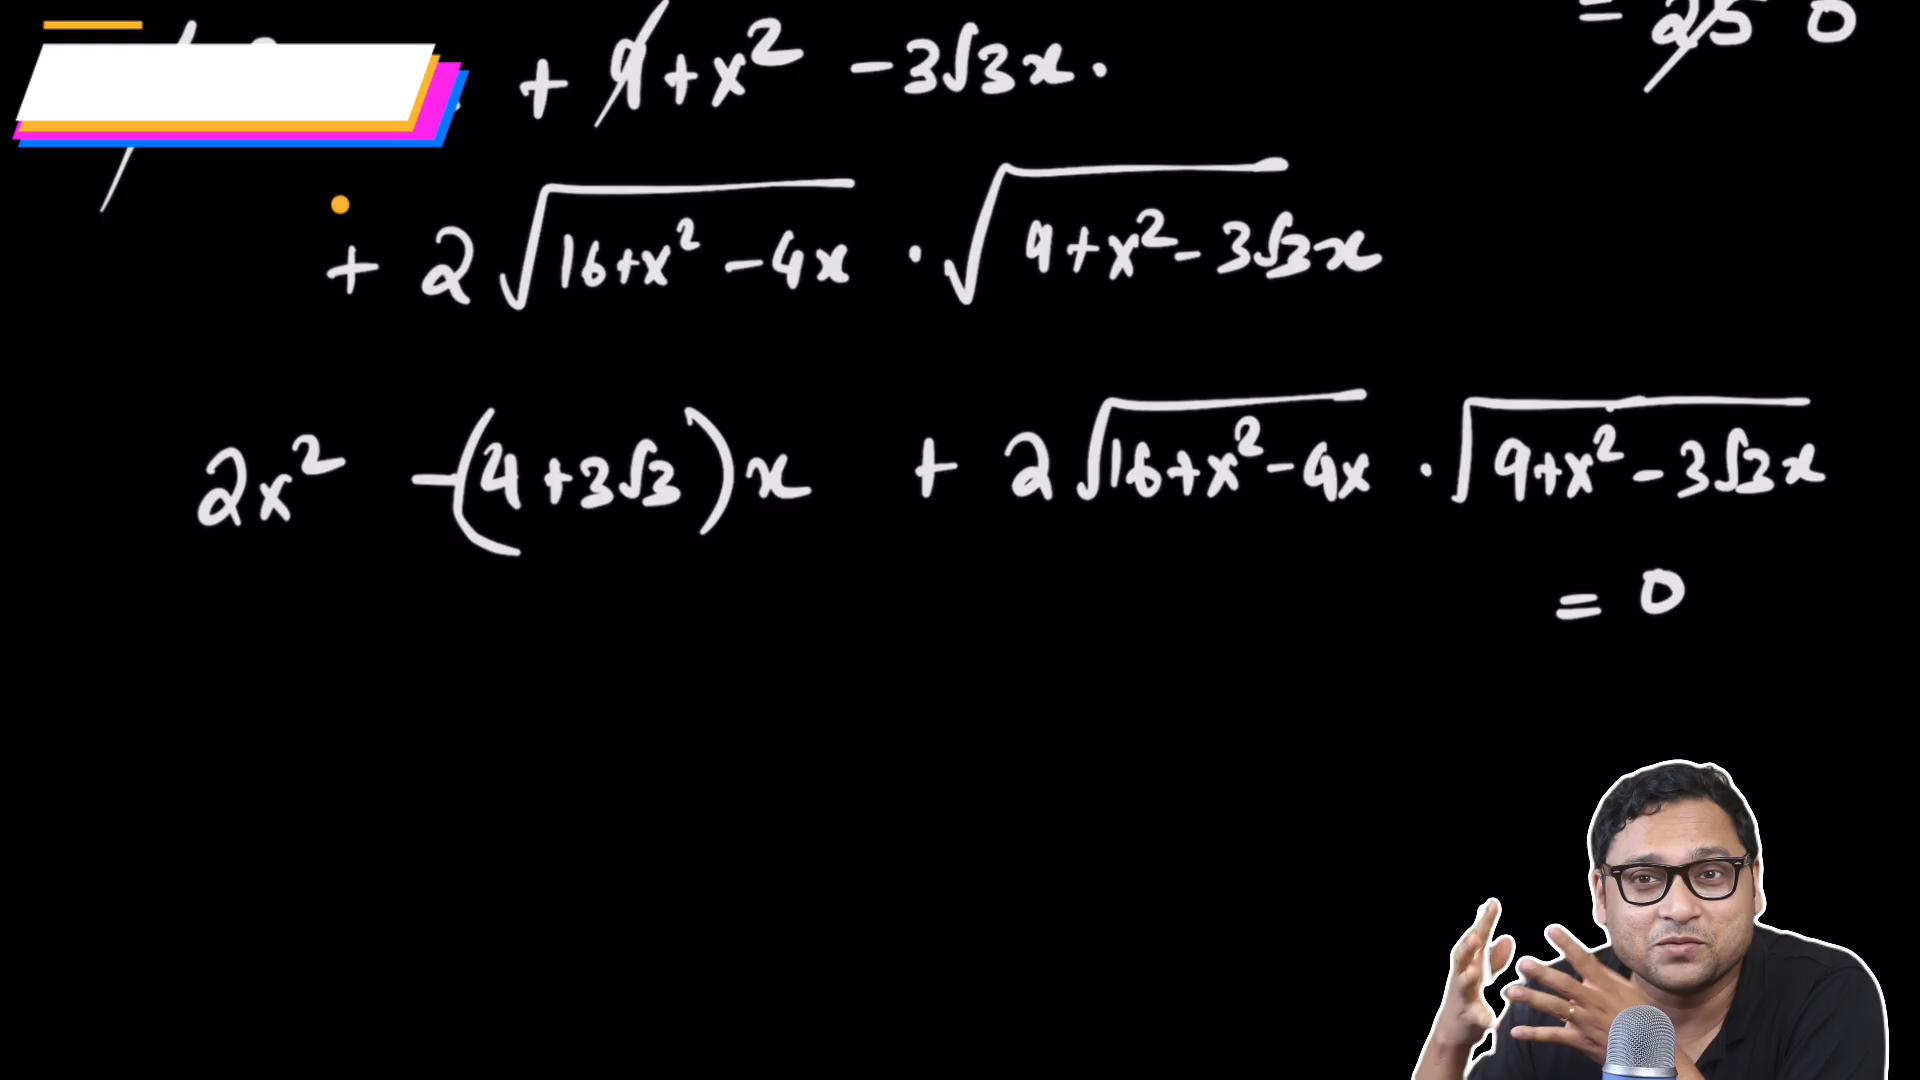 = 25 0
+ 9 + x² - 3√3x.
+ 2√16+x² - 4x · √9+x² - 3√3x
2x² - (4+3√3)x + 2√16+x²-4x · √9+x² - 3√3x
= 0